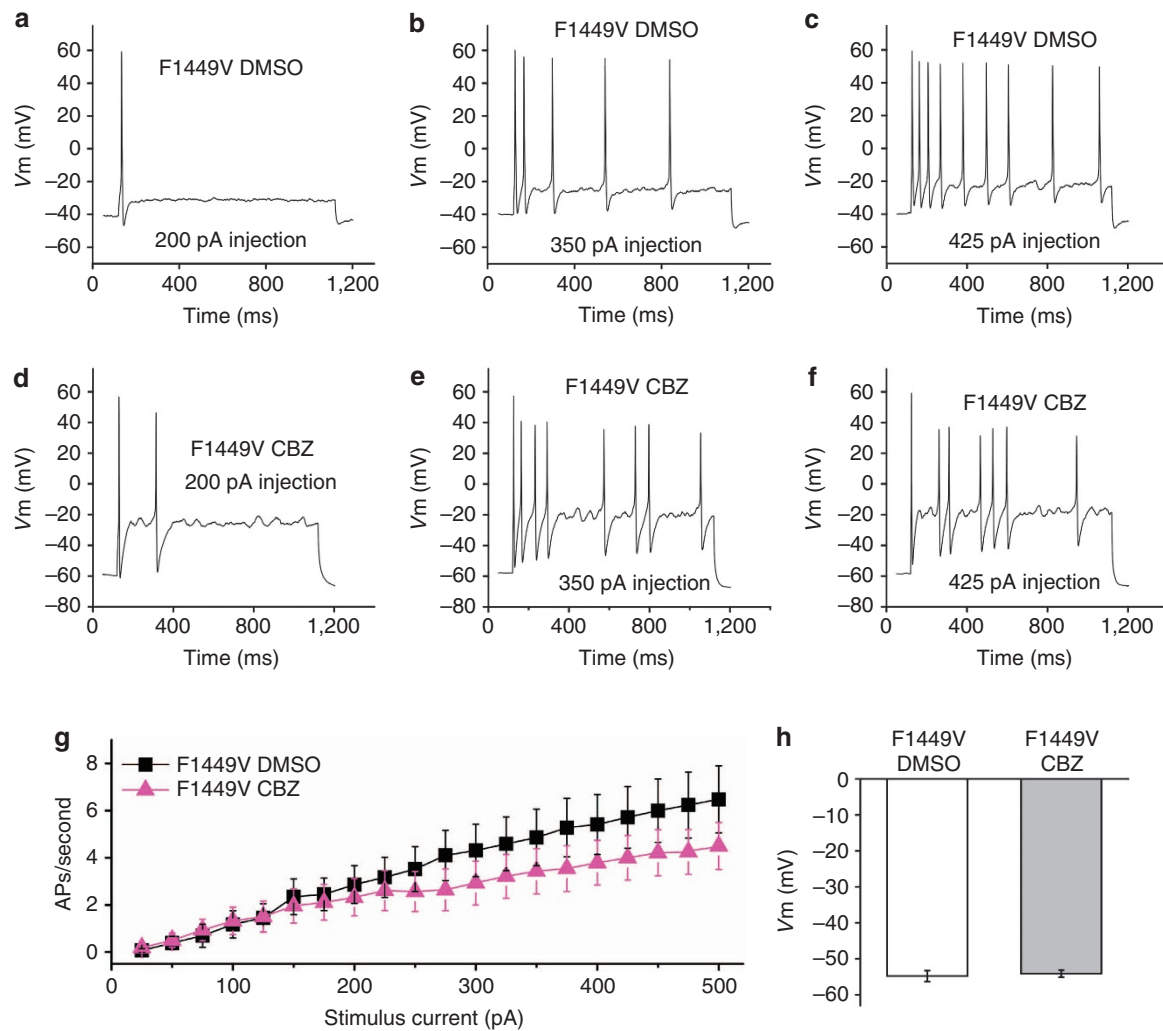 a
F1449V DMSO
60
40
20
0
–20
–40
–60
Vm (mV)
200 pA injection
0
400
800
1,200
Time (ms)
b
F1449V DMSO
60
40
20
0
–20
–40
–60
Vm (mV)
350 pA injection
0
400
800
1,200
Time (ms)
c
F1449V DMSO
60
40
20
0
–20
–40
–60
Vm (mV)
425 pA injection
0
400
800
1,200
Time (ms)
d
60
40
20
0
–20
–40
–60
–80
Vm (mV)
F1449V CBZ
200 pA injection
0
400
800
1,200
Time (ms)
e
F1449V CBZ
60
40
20
0
–20
–40
–60
–80
Vm (mV)
350 pA injection
0
400
800
1,200
Time (ms)
f
F1449V CBZ
60
40
20
0
–20
–40
–60
–80
Vm (mV)
425 pA injection
0
400
800
1,200
Time (ms)
g
F1449V DMSO
F1449V CBZ
8
6
4
2
0
APs/second
0
100
200
300
400
500
Stimulus current (pA)
h
F1449V
DMSO
F1449V
CBZ
0
–10
–20
–30
–40
–50
–60
Vm (mV)